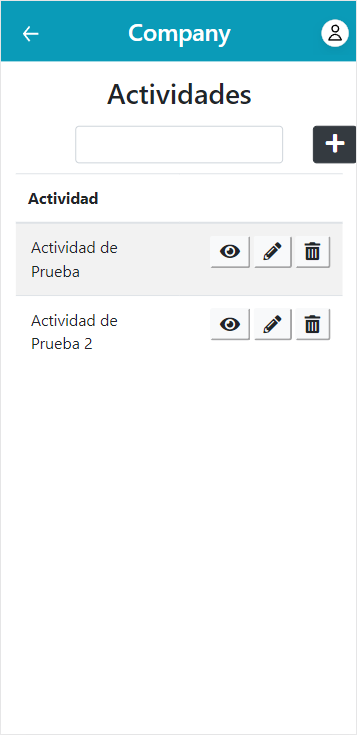 Company
Actividades
Actividad
Actividad de
Prueba
Actividad de
Prueba 2